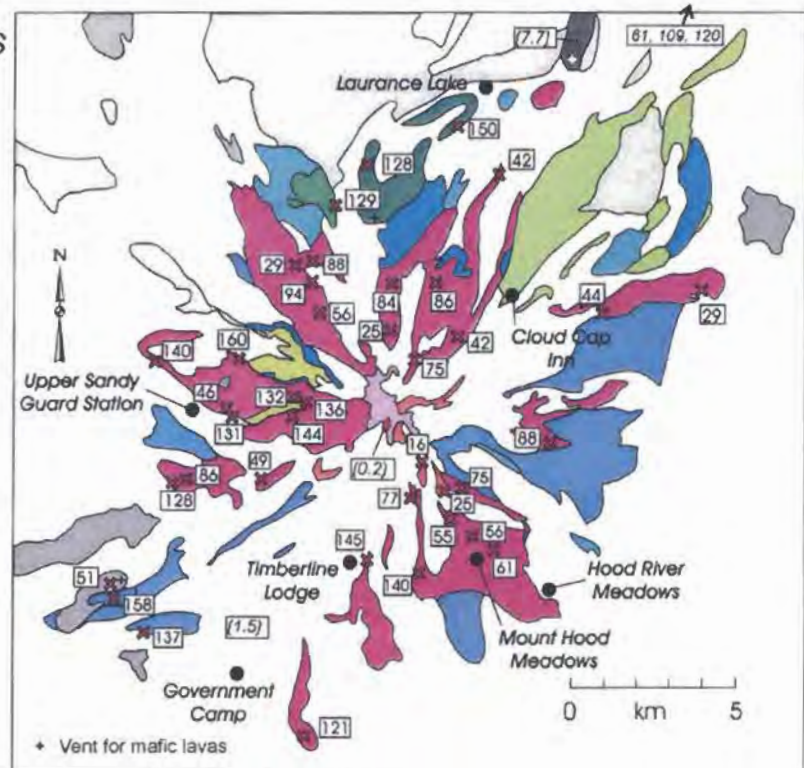 S
(7.7)
61, 109, 120
Laurance Lake
150
128
42
129
29
88
94
84
86
44
29
56
25
42
Cloud Cap
Inn
160
140
75
Upper Sandy
Guard Station
46
132
136
131
144
16
88
(0.2)
86
49
128
75
77
25
55
56
145
61
Timberline
Lodge
140
Hood River
Meadows
51
158
137
(1.5)
Mount Hood
Meadows
Government
Camp
121
N
0 km 5
+ Vent for mafic lavas